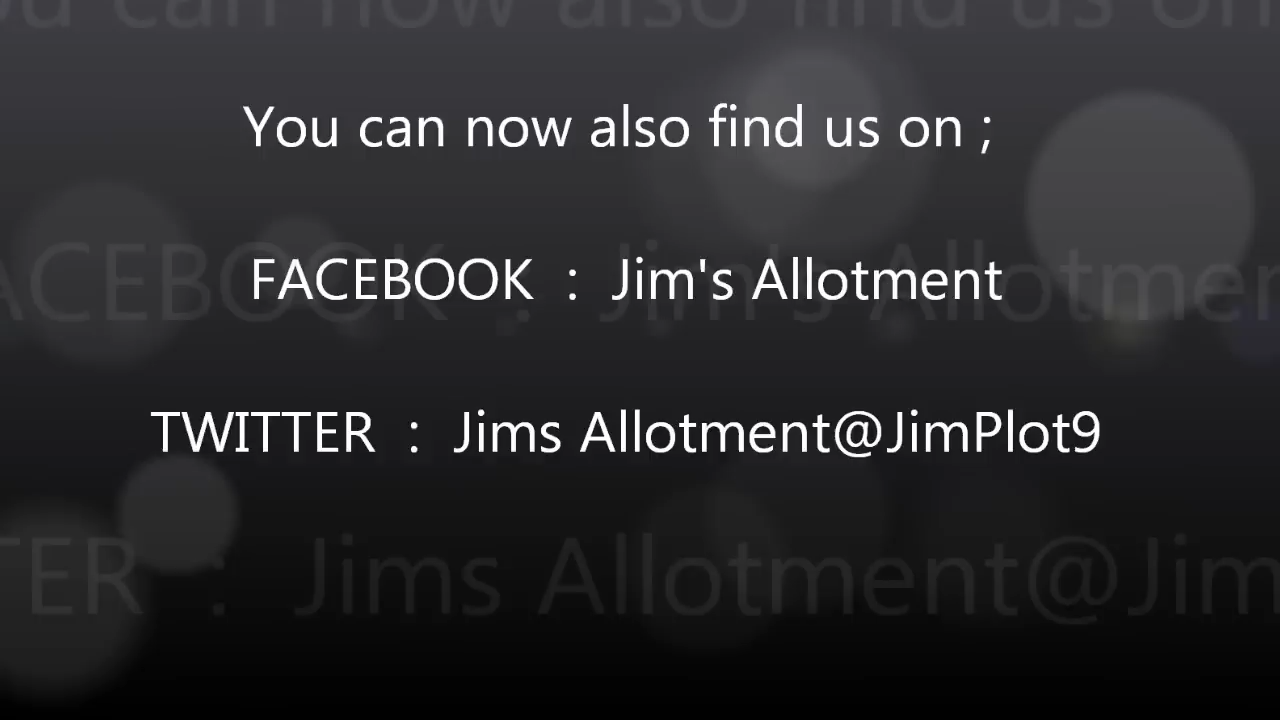 You can now also find us on ;
FACEBOOK : Jim's Allotment
TWITTER : Jims Allotment@JimPlot9